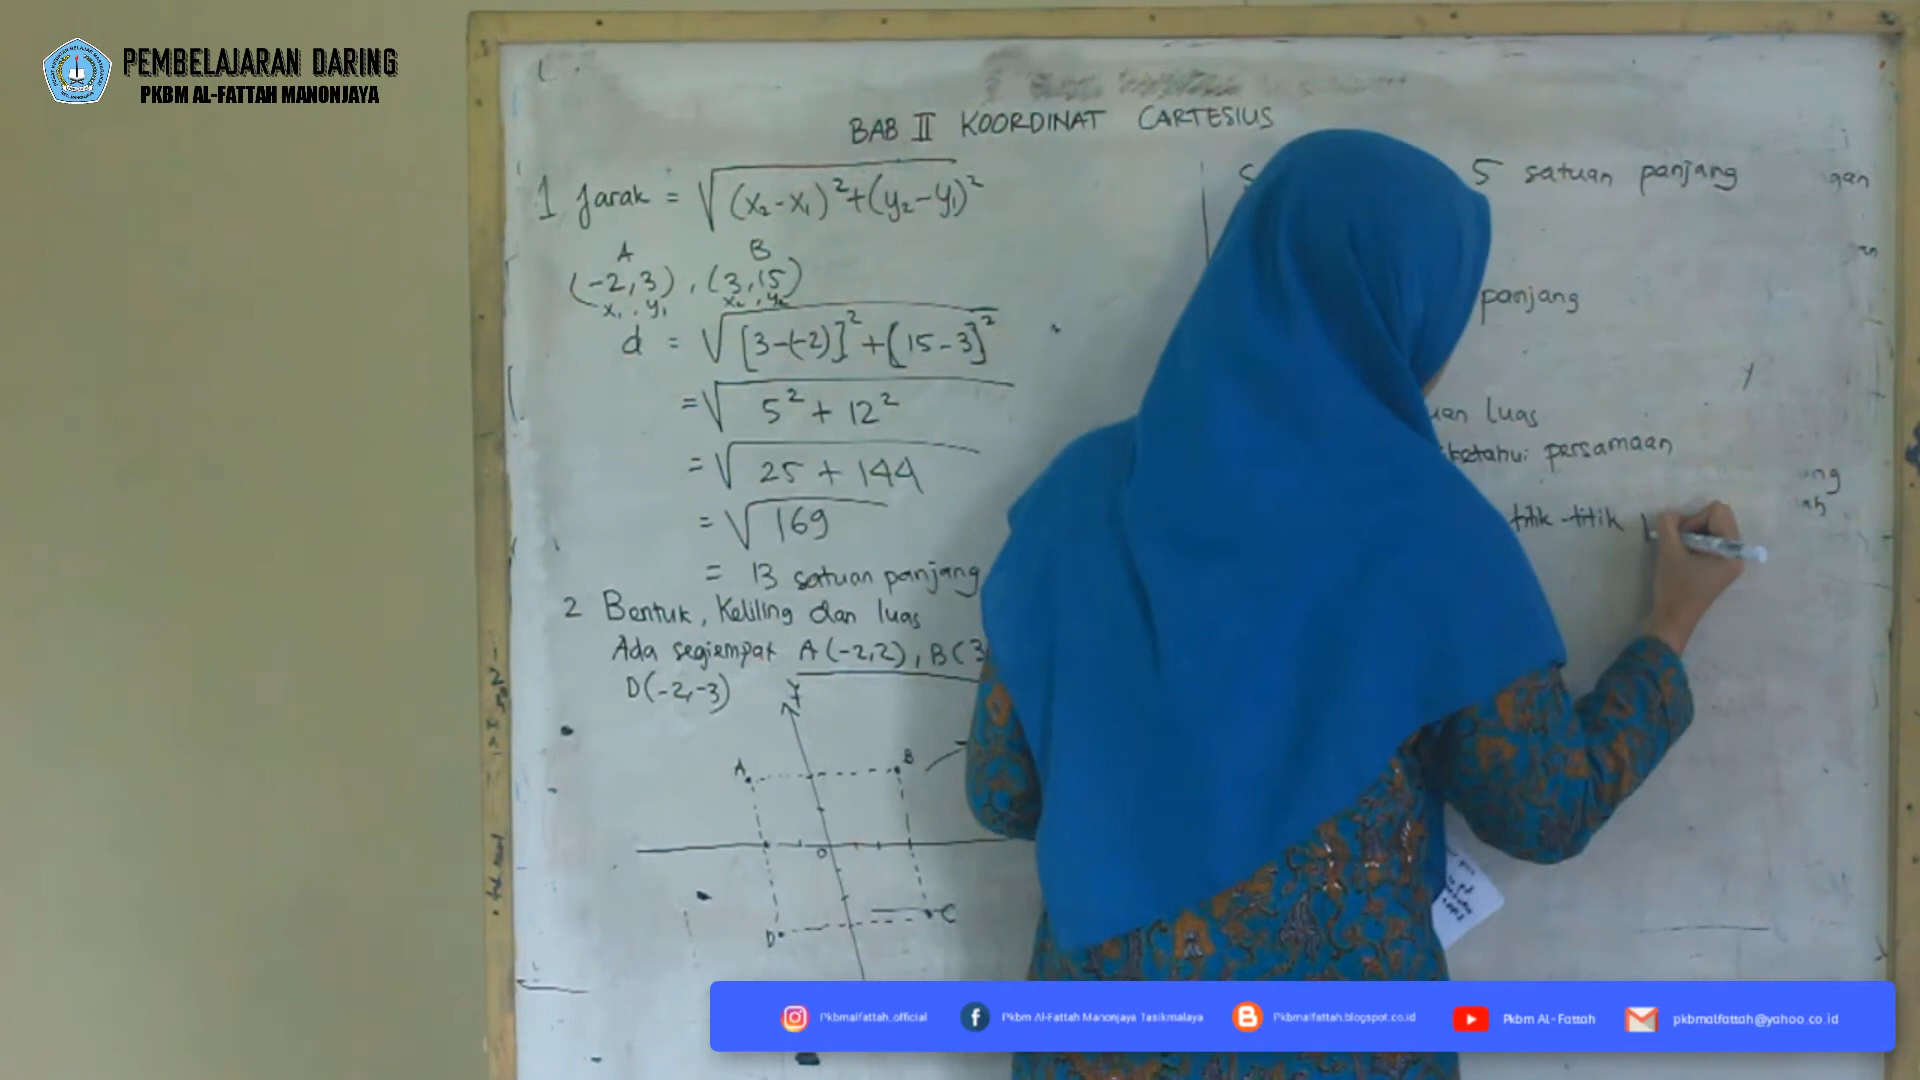 PEMBELAJARAN DARING
PKBM AL-FATTAH MANONJAYA
BAB II KOORDINAT CARTESIUS
1 Jarak = √(x₂-x₁)²+(y₂-y₁)²
A B
(-2,3), (3,15)
x₁, y₁ x₂, y₂
d = √[3-(-2)]²+[15-3]²
= √5² + 12²
= √25 + 144
= √169
= 13 satuan panjang
2 Bentuk, Keliling dan luas
Ada segiempat A(-2,2), B(3
D(-2,-3)
Y
A B
O
D C
5 satuan panjang
panjang
luas
persamaan
titik-titik
Pkbmalfattah_official
Pkbm Al-Fattah Manonjaya Tasikmalaya
Pkbmalfattah.blogspot.co.id
Pkbm Al-Fattah
pkbmalfattah@yahoo.co.id